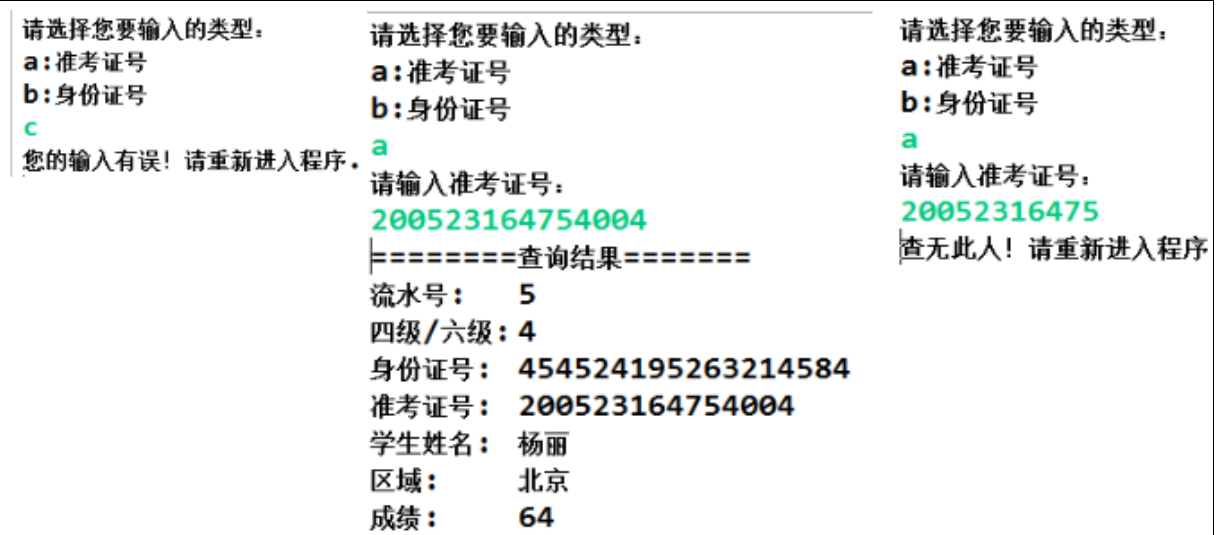 请选择您要输入的类型：
a:准考证号
b:身份证号
c
您的输入有误！请重新进入程序.
请选择您要输入的类型：
a:准考证号
b:身份证号
a
请输入准考证号：
200523164754004
========查询结果=======
流水号: 5
四级/六级:4
身份证号: 454524195263214584
准考证号: 200523164754004
学生姓名: 杨丽
区域: 北京
成绩: 64
请选择您要输入的类型：
a:准考证号
b:身份证号
a
请输入准考证号：
20052316475
查无此人！请重新进入程序